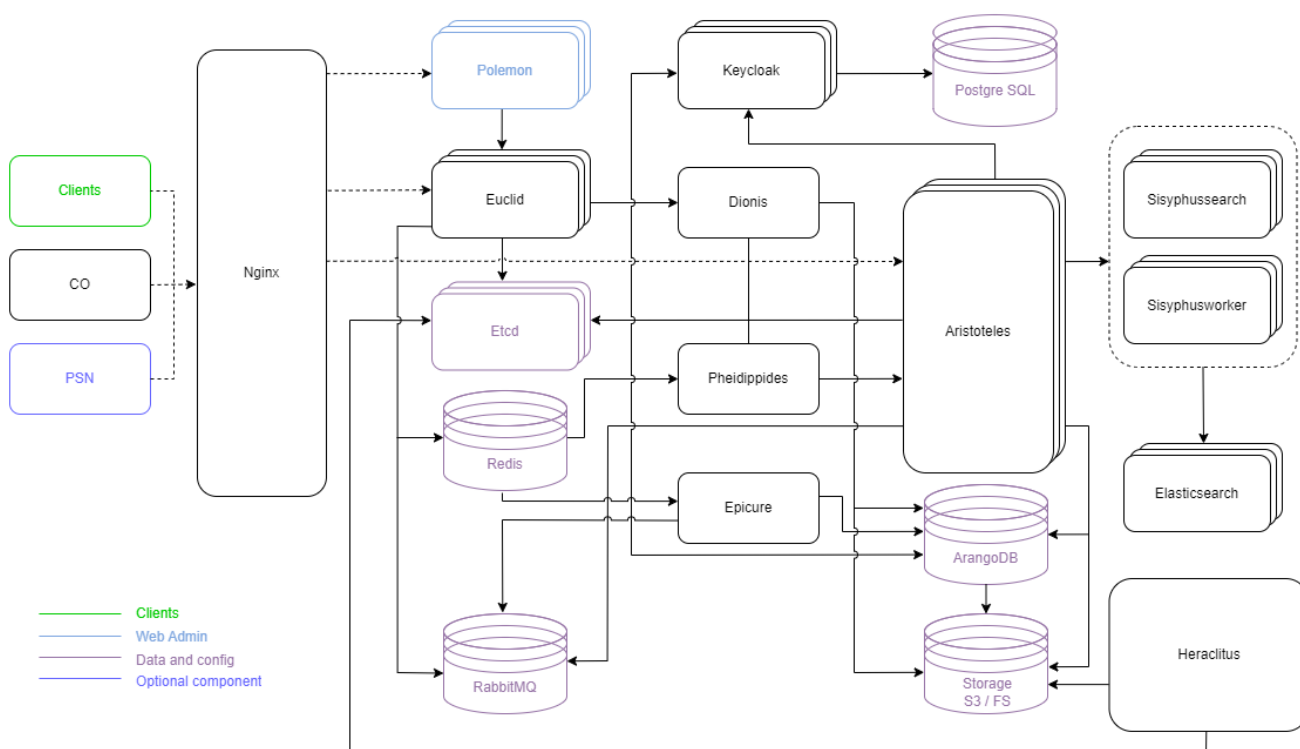 Polemon
Keycloak
Postgre SQL
Clients
Euclid
Dionis
Sisyphussearch
CO
Nginx
Sisyphusworker
Etcd
Aristoteles
PSN
Pheidippides
Redis
Epicure
Elasticsearch
ArangoDB
Clients
Web Admin
Data and config
Optional component
RabbitMQ
Storage
S3 / FS
Heraclitus